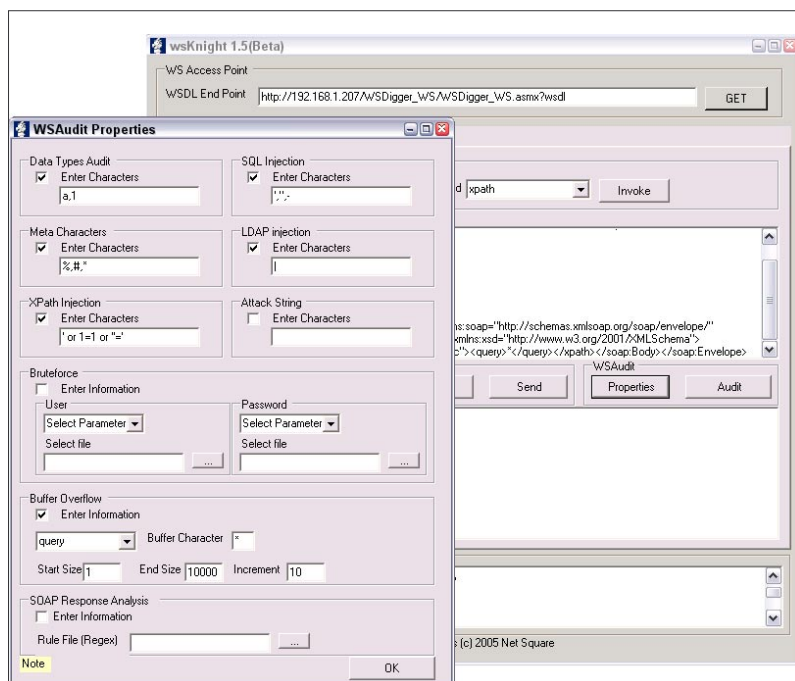 wsKnight 1.5(Beta)
WS Access Point
WSDL End Point http://192.168.1.207/WSDigger_WS/WSDigger_WS.asmx?wsdl GET
WSAudit Properties
Data Types Audit
Enter Characters
a,1
SQL Injection
Enter Characters
',",-
Meta Characters
Enter Characters
%,#,*
LDAP injection
Enter Characters
|
XPath Injection
Enter Characters
' or 1=1 or ''='
Attack String
Enter Characters
Bruteforce
Enter Information
User
Select Parameter
Select file
...
Password
Select Parameter
Select file
...
Buffer Overflow
Enter Information
query Buffer Character *
Start Size 1 End Size 10000 Increment 10
SOAP Response Analysis
Enter Information
Rule File (Regex) ...
Note
OK
d xpath Invoke
ns:soap="http://schemas.xmlsoap.org/soap/envelope/"
xmlns:xsd="http://www.w3.org/2001/XMLSchema">
c"><query>*</query></xpath></soap:Body></soap:Envelope>
Send
WSAudit
Properties Audit
s (c) 2005 Net Square